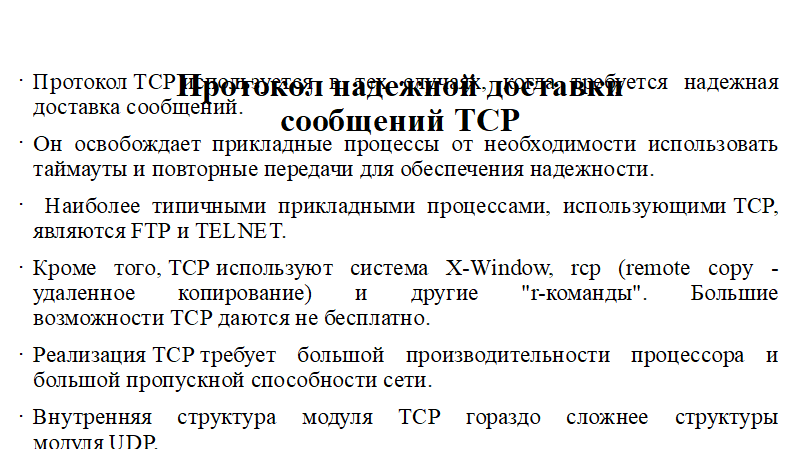 Протокол надежной доставки
сообщений TCP
Протокол TCP используется в тех случаях, когда требуется надежная
доставка сообщений.
Он освобождает прикладные процессы от необходимости использовать
таймауты и повторные передачи для обеспечения надежности.
Наиболее типичными прикладными процессами, использующими TCP,
являются FTP и TELNET.
Кроме того, TCP используют система X-Window, rcp (remote copy -
удаленное копирование) и другие "r-команды". Большие
возможности TCP даются не бесплатно.
Реализация TCP требует большой производительности процессора и
большой пропускной способности сети.
Внутренняя структура модуля TCP гораздо сложнее структуры
модуля UDP.